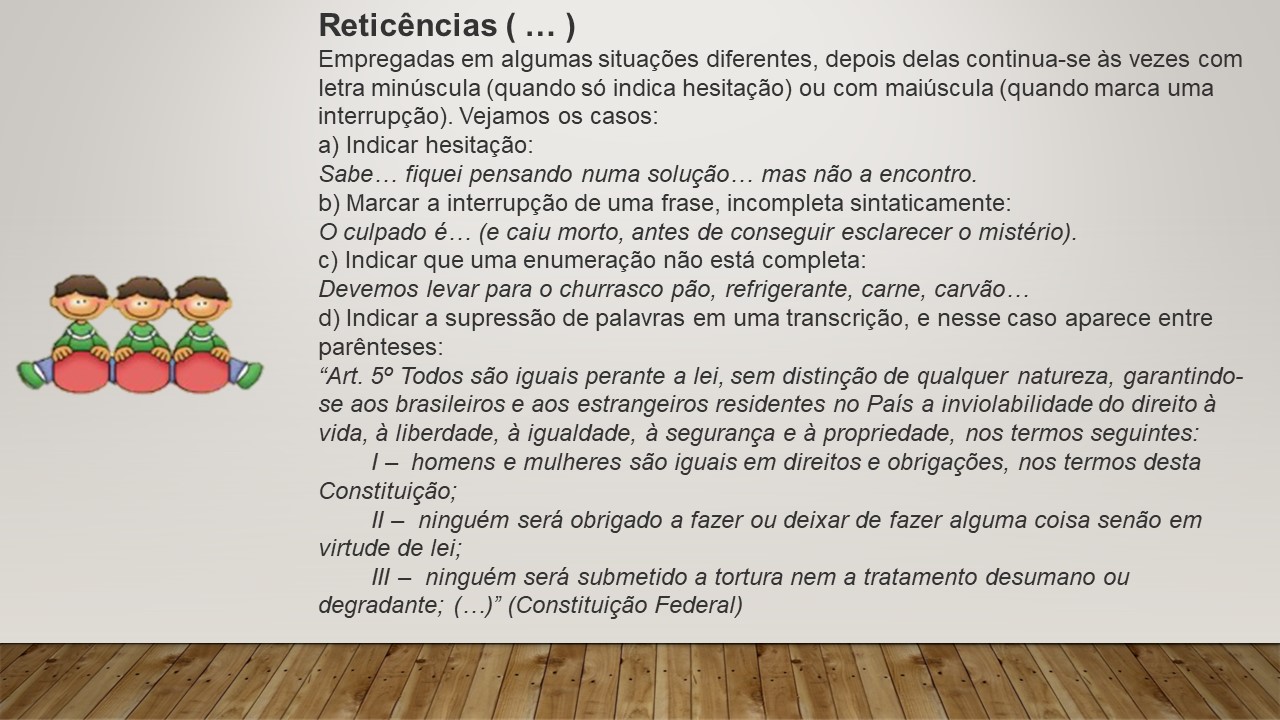 Reticências ( … )
Empregadas em algumas situações diferentes, depois delas continua-se às vezes com
letra minúscula (quando só indica hesitação) ou com maiúscula (quando marca uma
interrupção). Vejamos os casos:
a) Indicar hesitação:
Sabe… fiquei pensando numa solução… mas não a encontro.
b) Marcar a interrupção de uma frase, incompleta sintaticamente:
O culpado é… (e caiu morto, antes de conseguir esclarecer o mistério).
c) Indicar que uma enumeração não está completa:
Devemos levar para o churrasco pão, refrigerante, carne, carvão…
d) Indicar a supressão de palavras em uma transcrição, e nesse caso aparece entre
parênteses:
“Art. 5º Todos são iguais perante a lei, sem distinção de qualquer natureza, garantindo-
se aos brasileiros e aos estrangeiros residentes no País a inviolabilidade do direito à
vida, à liberdade, à igualdade, à segurança e à propriedade, nos termos seguintes:
I – homens e mulheres são iguais em direitos e obrigações, nos termos desta
Constituição;
II – ninguém será obrigado a fazer ou deixar de fazer alguma coisa senão em
virtude de lei;
III – ninguém será submetido a tortura nem a tratamento desumano ou
degradante; (…)” (Constituição Federal)